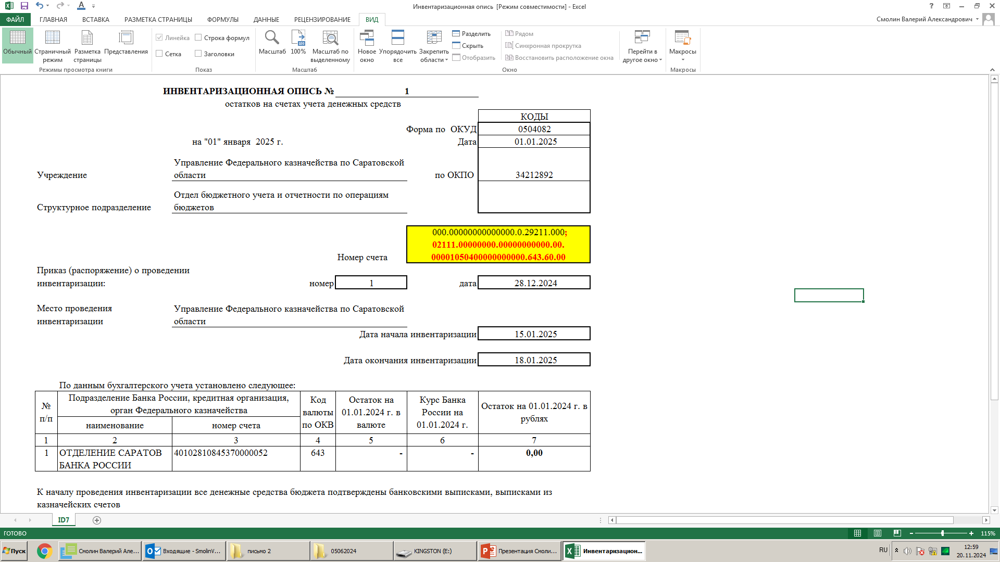 Инвентаризационная опись [Режим совместимости] - Excel
ФАЙЛ ГЛАВНАЯ ВСТАВКА РАЗМЕТКА СТРАНИЦЫ ФОРМУЛЫ ДАННЫЕ РЕЦЕНЗИРОВАНИЕ ВИД
Смолин Валерий Александрович
Обычный
Страничный режим
Разметка страницы
Представления
Режимы просмотра книги
Линейка
Строка формул
Сетка
Заголовки
Показ
Масштаб
100%
Масштаб по выделенному
Масштаб
Новое окно
Упорядочить все
Закрепить области
Разделить
Скрыть
Отобразить
Рядом
Синхронная прокрутка
Восстановить расположение окна
Окно
Перейти в другое окно
Макросы
Макросы
ИНВЕНТАРИЗАЦИОННАЯ ОПИСЬ № 1
остатков на счетах учета денежных средств
КОДЫ
Форма по ОКУД 0504082
на "01" января 2025 г. Дата 01.01.2025
Управление Федерального казначейства по Саратовской
Учреждение области по ОКПО 34212892
Отдел бюджетного учета и отчетности по операциям
Структурное подразделение бюджетов
000.00000000000000.0.29211.000;
02111.00000000.00000000000.00.
Номер счета 00001050400000000000.643.60.00
Приказ (распоряжение) о проведении
инвентаризации: номер 1 дата 28.12.2024
Место проведения Управление Федерального казначейства по Саратовской
инвентаризации области
Дата начала инвентаризации 15.01.2025
Дата окончания инвентаризации 18.01.2025
По данным бухгалтерского учета установлено следующее:
№ п/п
Подразделение Банка России, кредитная организация,
орган Федерального казначейства
наименование
номер счета
Код валюты по ОКВ
Остаток на 01.01.2024 г. в валюте
Курс Банка России на 01.01.2024 г.
Остаток на 01.01.2024 г. в рублях
1 2 3 4 5 6 7
1 ОТДЕЛЕНИЕ САРАТОВ 40102810845370000052 643 - - 0,00
БАНКА РОССИИ
К началу проведения инвентаризации все денежные средства бюджета подтверждены банковскими выписками, выписками из
казначейских счетов
ID7
ГОТОВО
115%
Пуск
Смолин Валерий Але...
Входящие - SmolinV...
письмо 2
05062024
KINGSTON (E:)
Презентация Смоли...
Инвентаризацион...
RU
12:59
20.11.2024